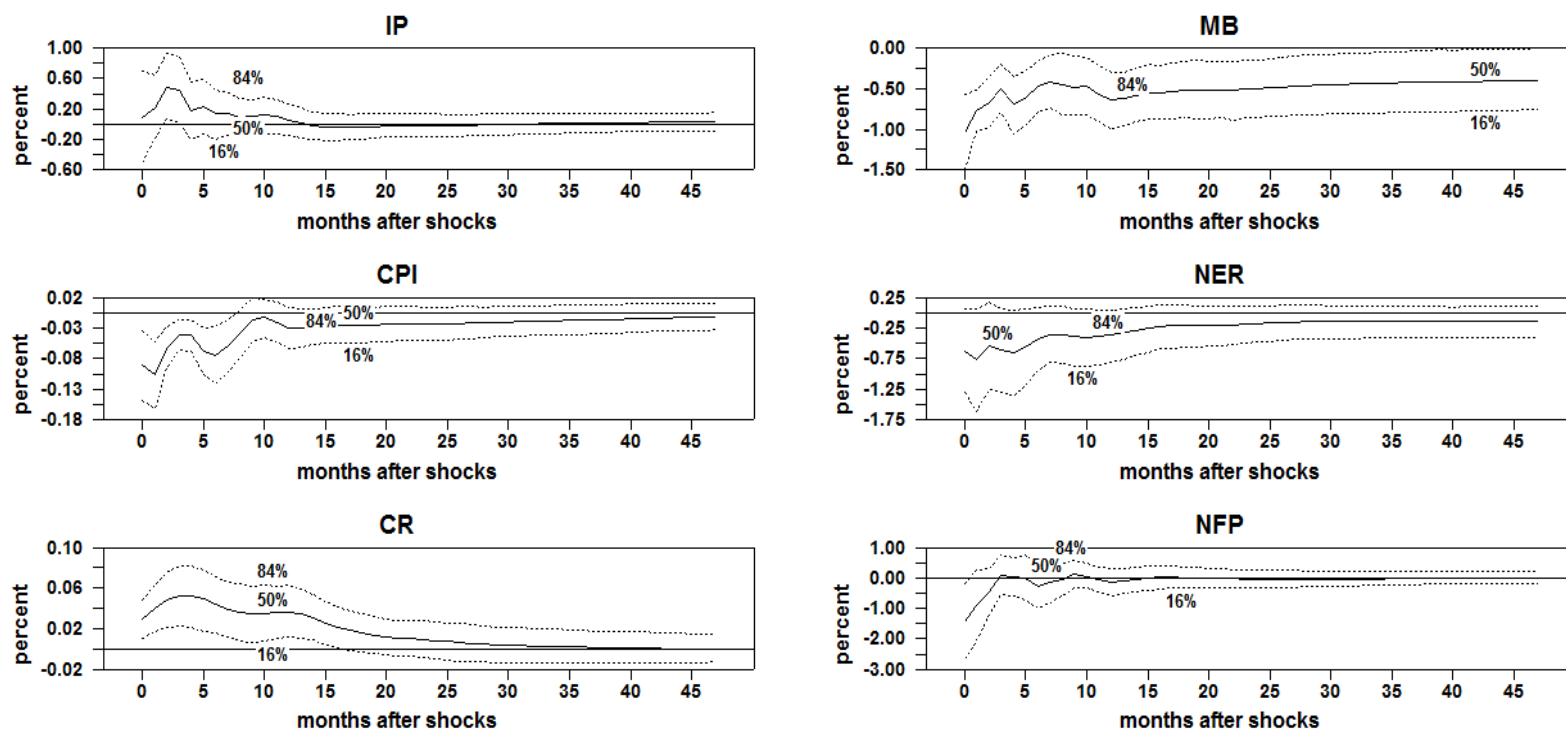 IP
percent
1.00
0.60
0.20
-0.20
-0.60
84%
50%
16%
0 5 10 15 20 25 30 35 40 45
months after shocks
MB
percent
0.00
-0.50
-1.00
-1.50
84%
50%
16%
0 5 10 15 20 25 30 35 40 45
months after shocks
CPI
percent
0.02
-0.03
-0.08
-0.13
-0.18
50%
84%
16%
0 5 10 15 20 25 30 35 40 45
months after shocks
NER
percent
0.25
-0.25
-0.75
-1.25
-1.75
50%
84%
16%
0 5 10 15 20 25 30 35 40 45
months after shocks
CR
percent
0.10
0.06
0.02
-0.02
84%
50%
16%
0 5 10 15 20 25 30 35 40 45
months after shocks
NFP
percent
1.00
0.00
-1.00
-2.00
-3.00
84%
50%
16%
0 5 10 15 20 25 30 35 40 45
months after shocks